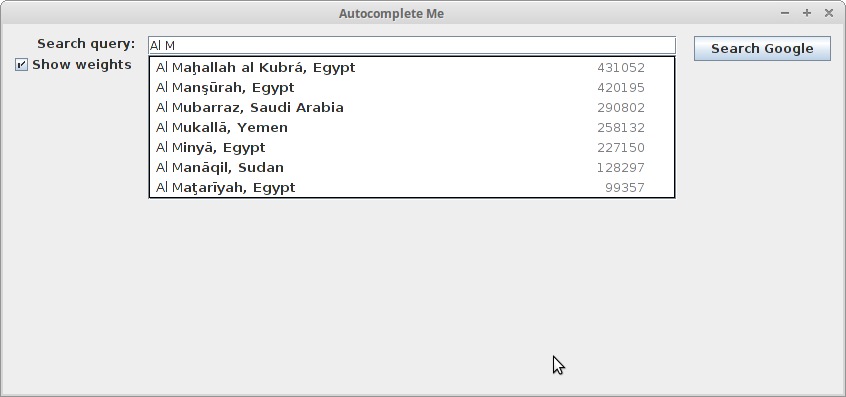 Autocomplete Me
Search query: Al M Search Google
Show weights
Al Maḩallah al Kubrá, Egypt 431052
Al Manşūrah, Egypt 420195
Al Mubarraz, Saudi Arabia 290802
Al Mukallā, Yemen 258132
Al Minyā, Egypt 227150
Al Manāqil, Sudan 128297
Al Maţarīyah, Egypt 99357